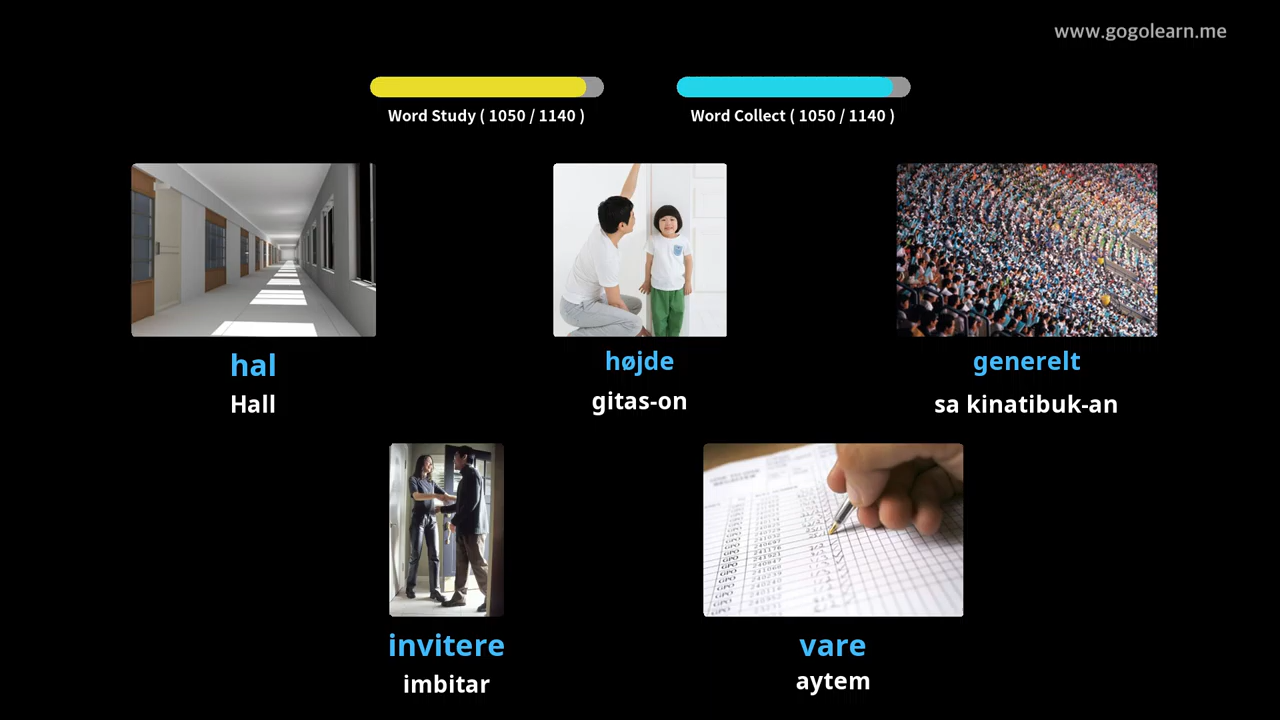 www.gogolearn.me
Word Study ( 1050 / 1140 )
Word Collect ( 1050 / 1140 )
hal
Hall
højde
gitas-on
generelt
sa kinatibuk-an
invitere
imbitar
vare
aytem